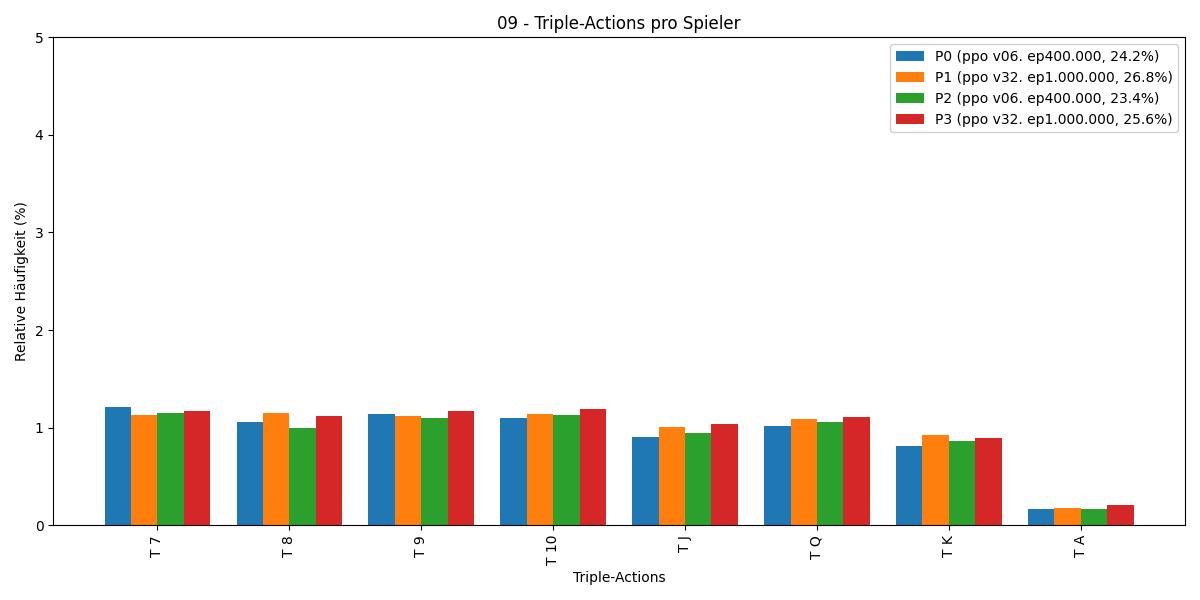 09 - Triple-Actions pro Spieler
P0 (ppo v06. ep400.000, 24.2%)
P1 (ppo v32. ep1.000.000, 26.8%)
P2 (ppo v06. ep400.000, 23.4%)
P3 (ppo v32. ep1.000.000, 25.6%)
Relative Häufigkeit (%)
5
4
3
2
1
0
T 7
T 8
T 9
T 10
T J
T Q
T K
T A
Triple-Actions